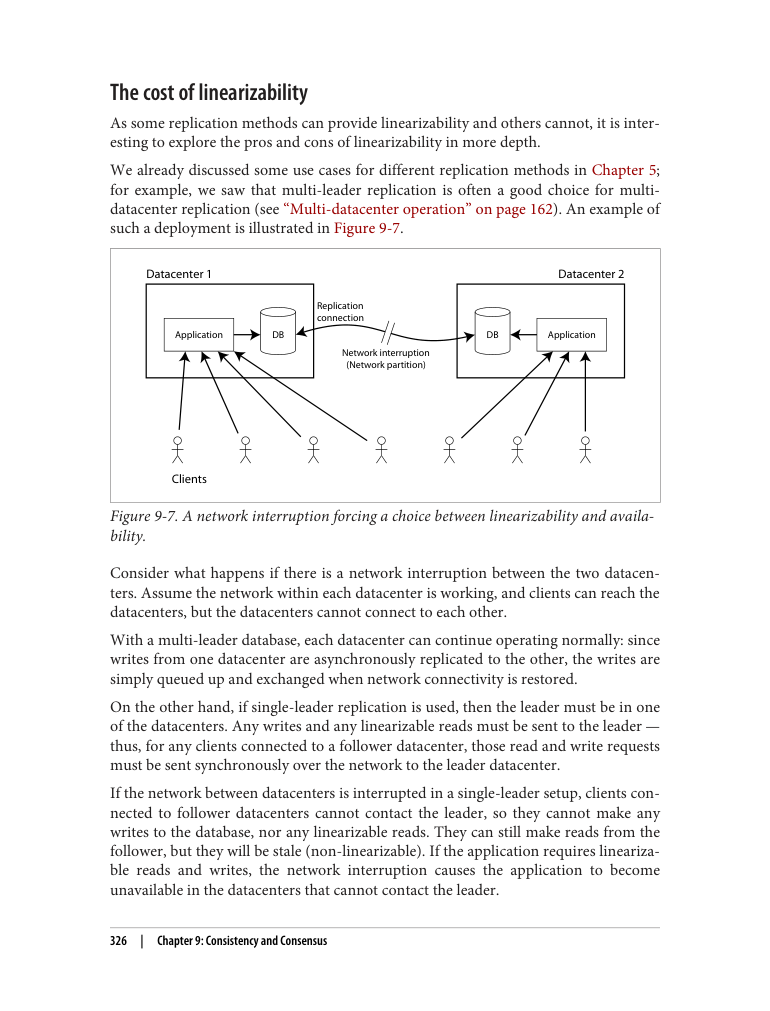 The cost of linearizability
As some replication methods can provide linearizability and others cannot, it is inter-
esting to explore the pros and cons of linearizability in more depth.
We already discussed some use cases for different replication methods in Chapter 5;
for example, we saw that multi-leader replication is often a good choice for multi-
datacenter replication (see “Multi-datacenter operation” on page 162). An example of
such a deployment is illustrated in Figure 9-7.
Datacenter 1
Datacenter 2
Replication
connection
Application
DB
DB
Application
Network interruption
(Network partition)
Clients
Figure 9-7. A network interruption forcing a choice between linearizability and availa-
bility.
Consider what happens if there is a network interruption between the two datacen-
ters. Assume the network within each datacenter is working, and clients can reach the
datacenters, but the datacenters cannot connect to each other.
With a multi-leader database, each datacenter can continue operating normally: since
writes from one datacenter are asynchronously replicated to the other, the writes are
simply queued up and exchanged when network connectivity is restored.
On the other hand, if single-leader replication is used, then the leader must be in one
of the datacenters. Any writes and any linearizable reads must be sent to the leader —
thus, for any clients connected to a follower datacenter, those read and write requests
must be sent synchronously over the network to the leader datacenter.
If the network between datacenters is interrupted in a single-leader setup, clients con-
nected to follower datacenters cannot contact the leader, so they cannot make any
writes to the database, nor any linearizable reads. They can still make reads from the
follower, but they will be stale (non-linearizable). If the application requires lineariza-
ble reads and writes, the network interruption causes the application to become
unavailable in the datacenters that cannot contact the leader.
326 | Chapter 9: Consistency and Consensus